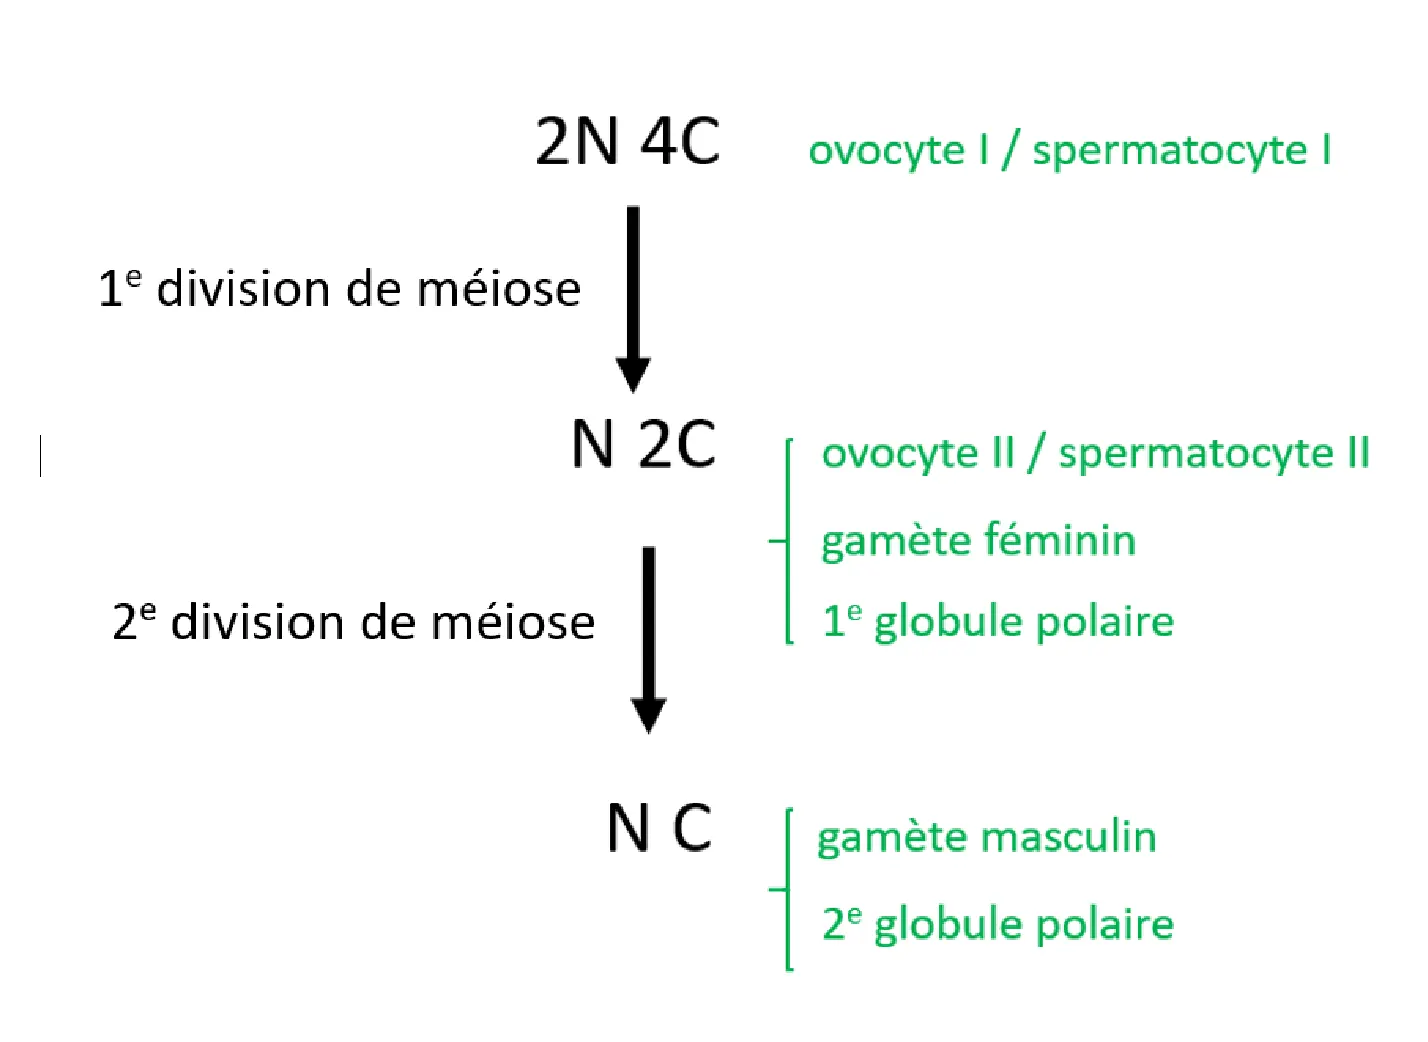 2N 4C ovocyte I / spermatocyte I
1e division de méiose
N 2C ovocyte II / spermatocyte II
gamète féminin
2e division de méiose 1e globule polaire
N C gamète masculin
2e globule polaire